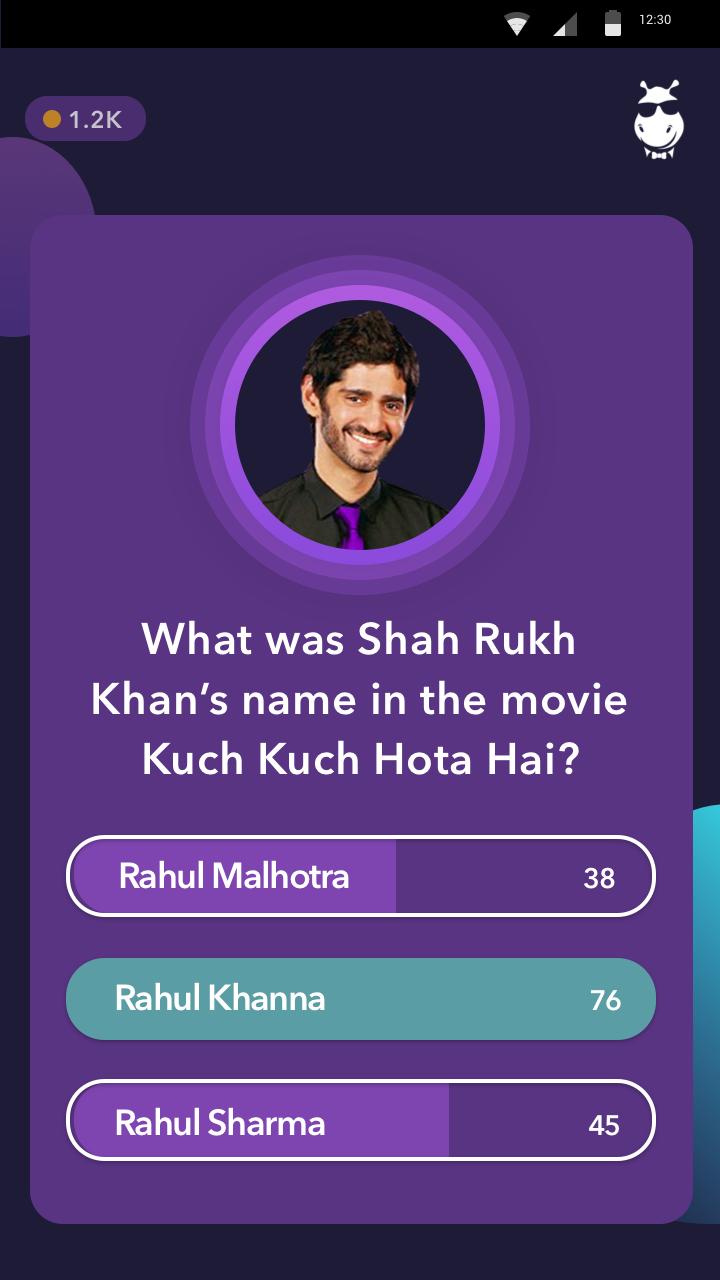 12:30
1.2K
What was Shah Rukh
Khan’s name in the movie
Kuch Kuch Hota Hai?
Rahul Malhotra 38
Rahul Khanna 76
Rahul Sharma 45